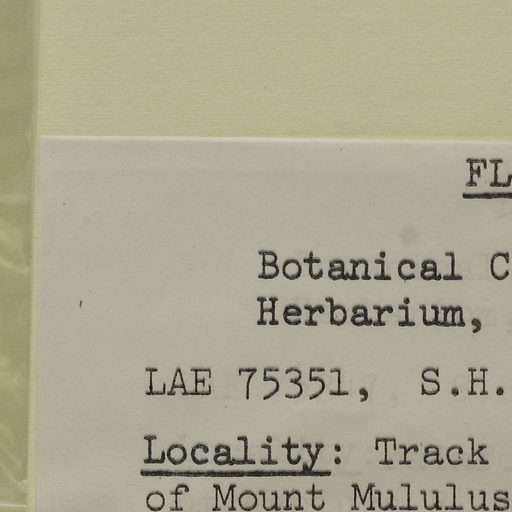 FL
Botanical C
Herbarium,
LAE 75351, S.H.
Locality: Track
of Mount Mululus